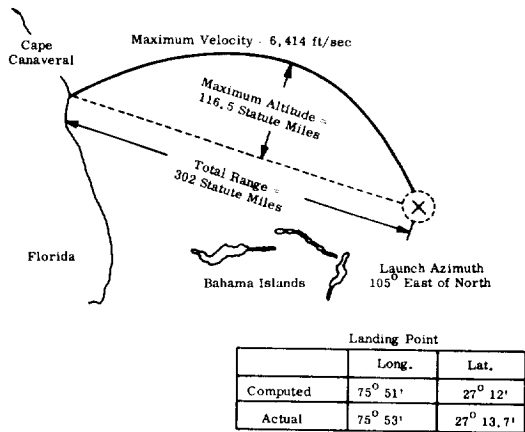 Cape
Canaveral
Maximum Velocity - 6,414 ft/sec
Maximum Altitude =
116.5 Statute Miles
Total Range =
302 Statute Miles
Florida
Bahama Islands
Launch Azimuth
105° East of North
Landing Point
Long. Lat.
Computed 75° 51' 27° 12'
Actual 75° 53' 27° 13.7'